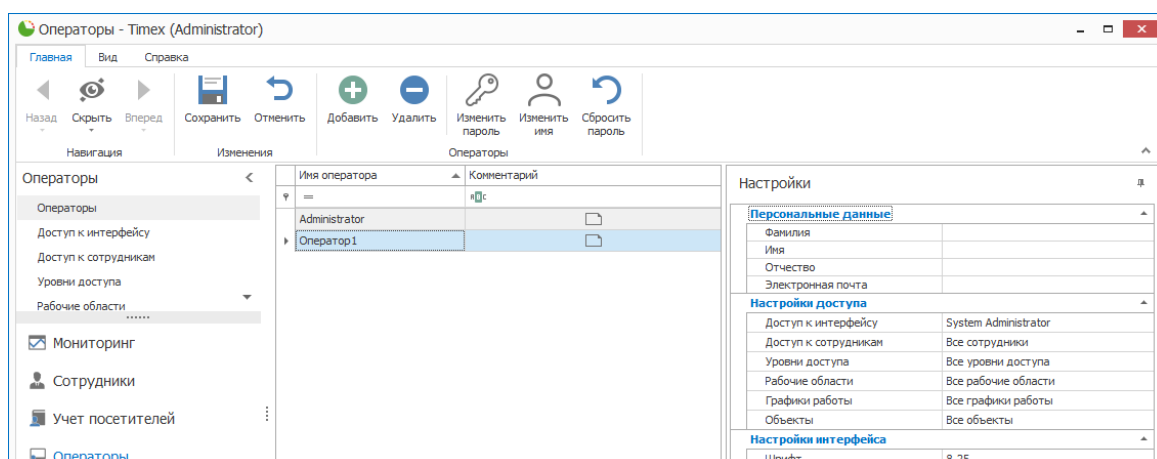 Операторы - Timex (Administrator)
Главная Вид Справка
Назад Скрыть Вперед Сохранить Отменить Добавить Удалить Изменить пароль Изменить имя Сбросить пароль
Навигация Изменения Операторы
Операторы
Операторы
Доступ к интерфейсу
Доступ к сотрудникам
Уровни доступа
Рабочие области
Мониторинг
Сотрудники
Учет посетителей
Операторы
Имя оператора Комментарий
Administrator
Оператор1
Настройки
Персональные данные
Фамилия
Имя
Отчество
Электронная почта
Настройки доступа
Доступ к интерфейсу System Administrator
Доступ к сотрудникам Все сотрудники
Уровни доступа Все уровни доступа
Рабочие области Все рабочие области
Графики работы Все графики работы
Объекты Все объекты
Настройки интерфейса
Шрифт 8,25